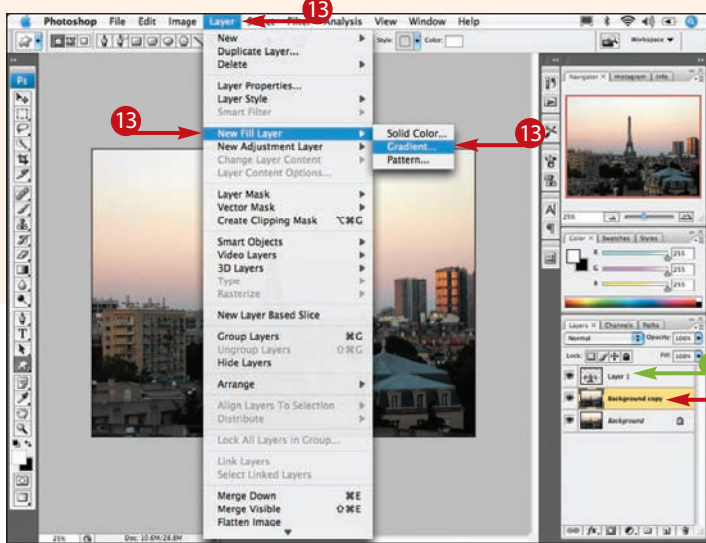 13
Photoshop File Edit Image Layer Select Filter Analysis View Window Help
Style: Color: Workspace
New
Duplicate Layer...
Delete
Layer Properties...
Layer Style
Smart Filter
13
New Fill Layer
Solid Color...
13
New Adjustment Layer
Gradient...
Change Layer Content
Pattern...
Layer Content Options...
Layer Mask
Vector Mask
Create Clipping Mask ⌥⌘G
Smart Objects
Video Layers
3D Layers
Type
Rasterize
New Layer Based Slice
Group Layers ⌘G
Ungroup Layers ⇧⌘G
Hide Layers
Arrange
Align Layers To Selection
Distribute
Lock All Layers in Group...
Link Layers
Select Linked Layers
Merge Down ⌘E
Merge Visible ⇧⌘E
Flatten Image
25% Doc: 10.6M/28.8M
Ps
Navigator × Histogram Info
25%
Color × Swatches Styles
R 255
G 255
B 255
Layers × Channels Paths
Normal Opacity: 100%
Lock: Fill: 100%
Layer 1
Background copy
Background